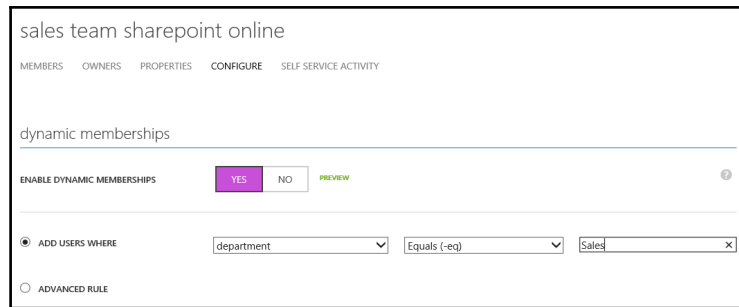 sales team sharepoint online
MEMBERS OWNERS PROPERTIES CONFIGURE SELF SERVICE ACTIVITY
dynamic memberships
ENABLE DYNAMIC MEMBERSHIPS YES NO PREVIEW ?
ADD USERS WHERE department Equals (-eq) Sales ×
ADVANCED RULE